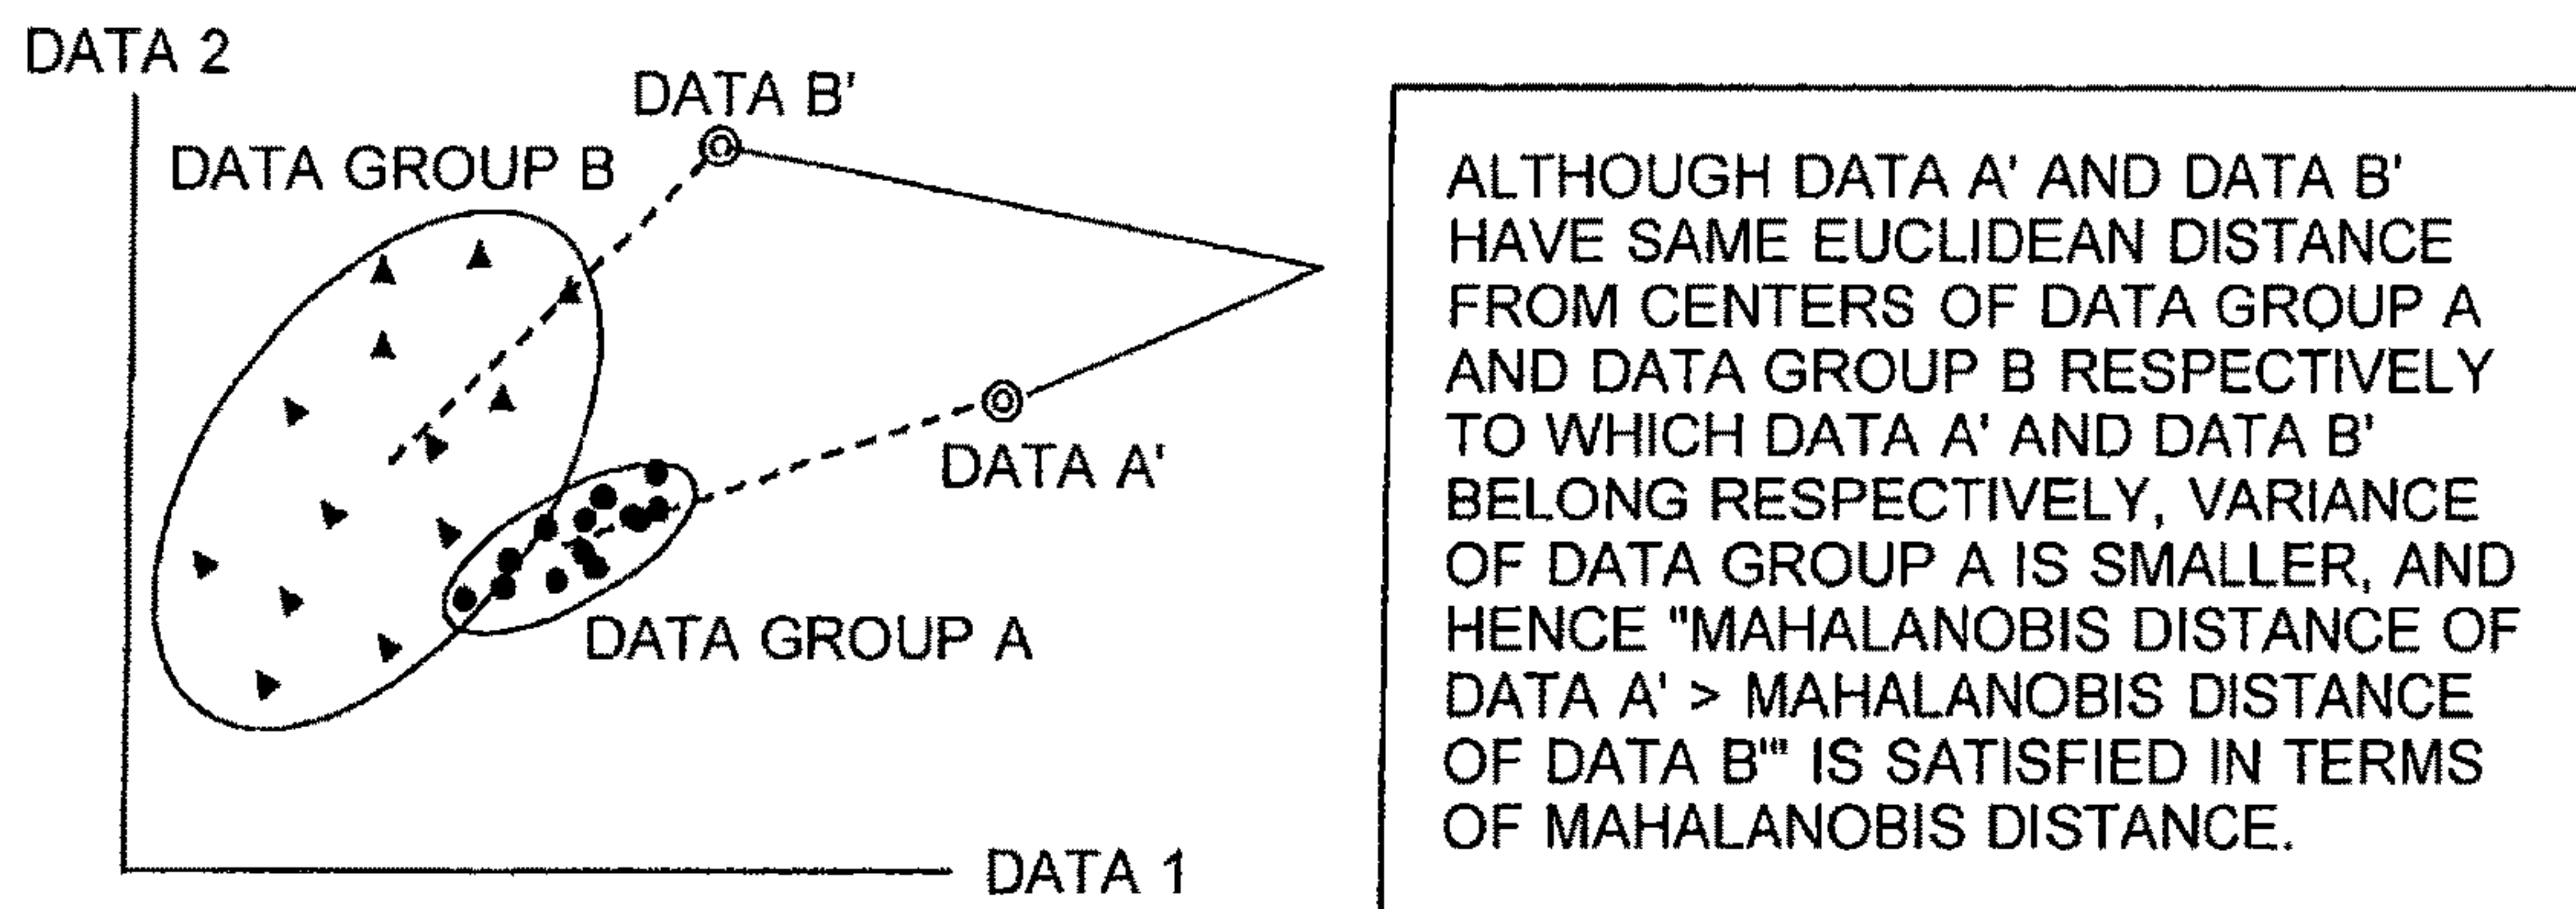 DATA 2
DATA B'
DATA GROUP B
DATA A'
DATA GROUP A
DATA 1
ALTHOUGH DATA A' AND DATA B'
HAVE SAME EUCLIDEAN DISTANCE
FROM CENTERS OF DATA GROUP A
AND DATA GROUP B RESPECTIVELY
TO WHICH DATA A' AND DATA B'
BELONG RESPECTIVELY, VARIANCE
OF DATA GROUP A IS SMALLER, AND
HENCE "MAHALANOBIS DISTANCE OF
DATA A' > MAHALANOBIS DISTANCE
OF DATA B'" IS SATISFIED IN TERMS
OF MAHALANOBIS DISTANCE.